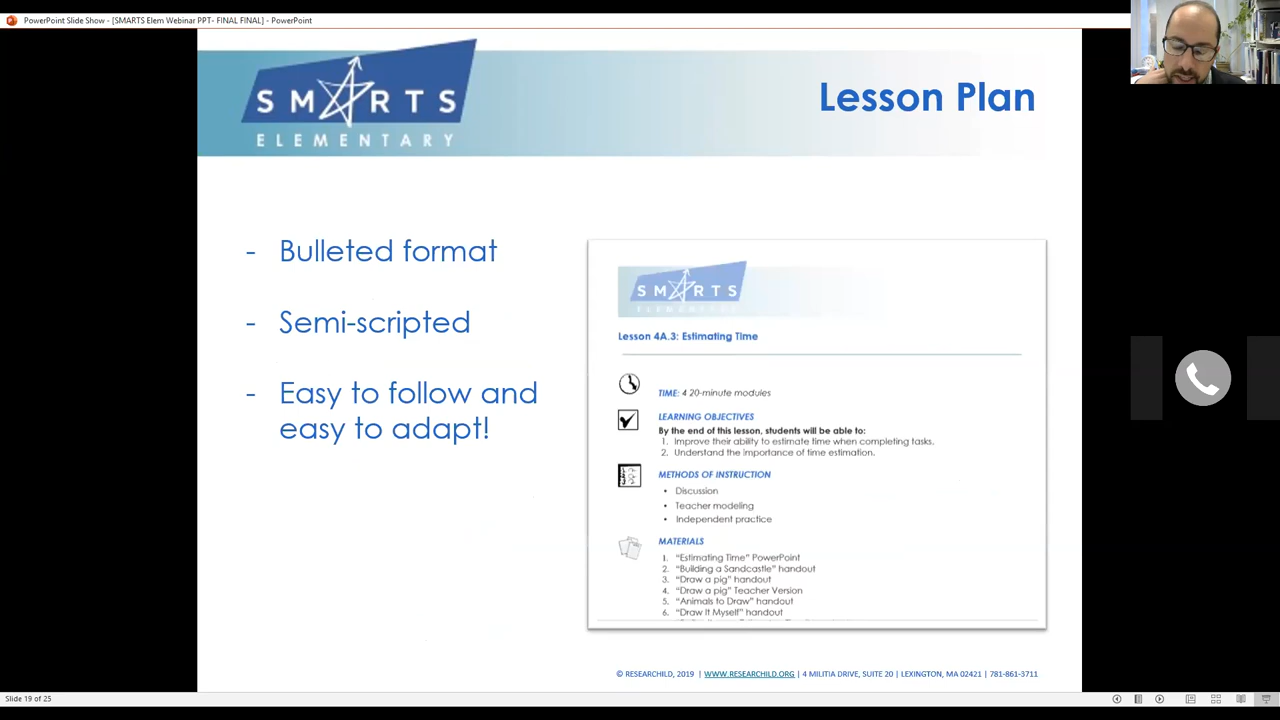 PowerPoint Slide Show - [SMARTS Elem Webinar PPT- FINAL FINAL] - PowerPoint
SMARTS
ELEMENTARY
Lesson Plan
- Bulleted format
- Semi-scripted
- Easy to follow and
easy to adapt!
SMARTS
ELEMENTARY
Lesson 4A.3: Estimating Time
TIME: 4 20-minute modules
LEARNING OBJECTIVES
By the end of this lesson, students will be able to:
1. Improve their ability to estimate time when completing tasks.
2. Understand the importance of time estimation.
METHODS OF INSTRUCTION
• Discussion
• Teacher modeling
• Independent practice
MATERIALS
1. "Estimating Time" PowerPoint
2. "Building a Sandcastle" handout
3. "Draw a pig" handout
4. "Draw a pig" Teacher Version
5. "Animals to Draw" handout
6. "Draw It Myself" handout
© RESEARCHILD, 2019 | WWW.RESEARCHILD.ORG | 4 MILITIA DRIVE, SUITE 20 | LEXINGTON, MA 02421 | 781-861-3711
Slide 19 of 25